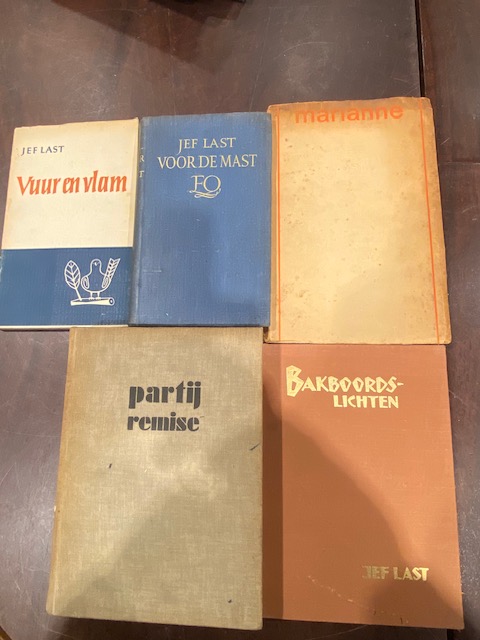 JEF LAST
Vuur en vlam
JEF LAST
VOOR DE MAST
marianne
partij
remise
BAKBOORDS-
LICHTEN
JEF LAST